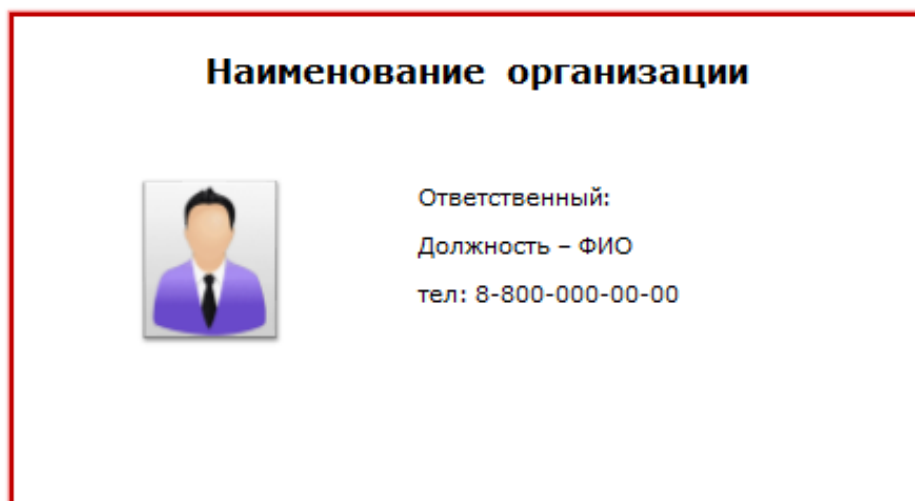 Наименование организации
Ответственный:
Должность – ФИО
тел: 8-800-000-00-00